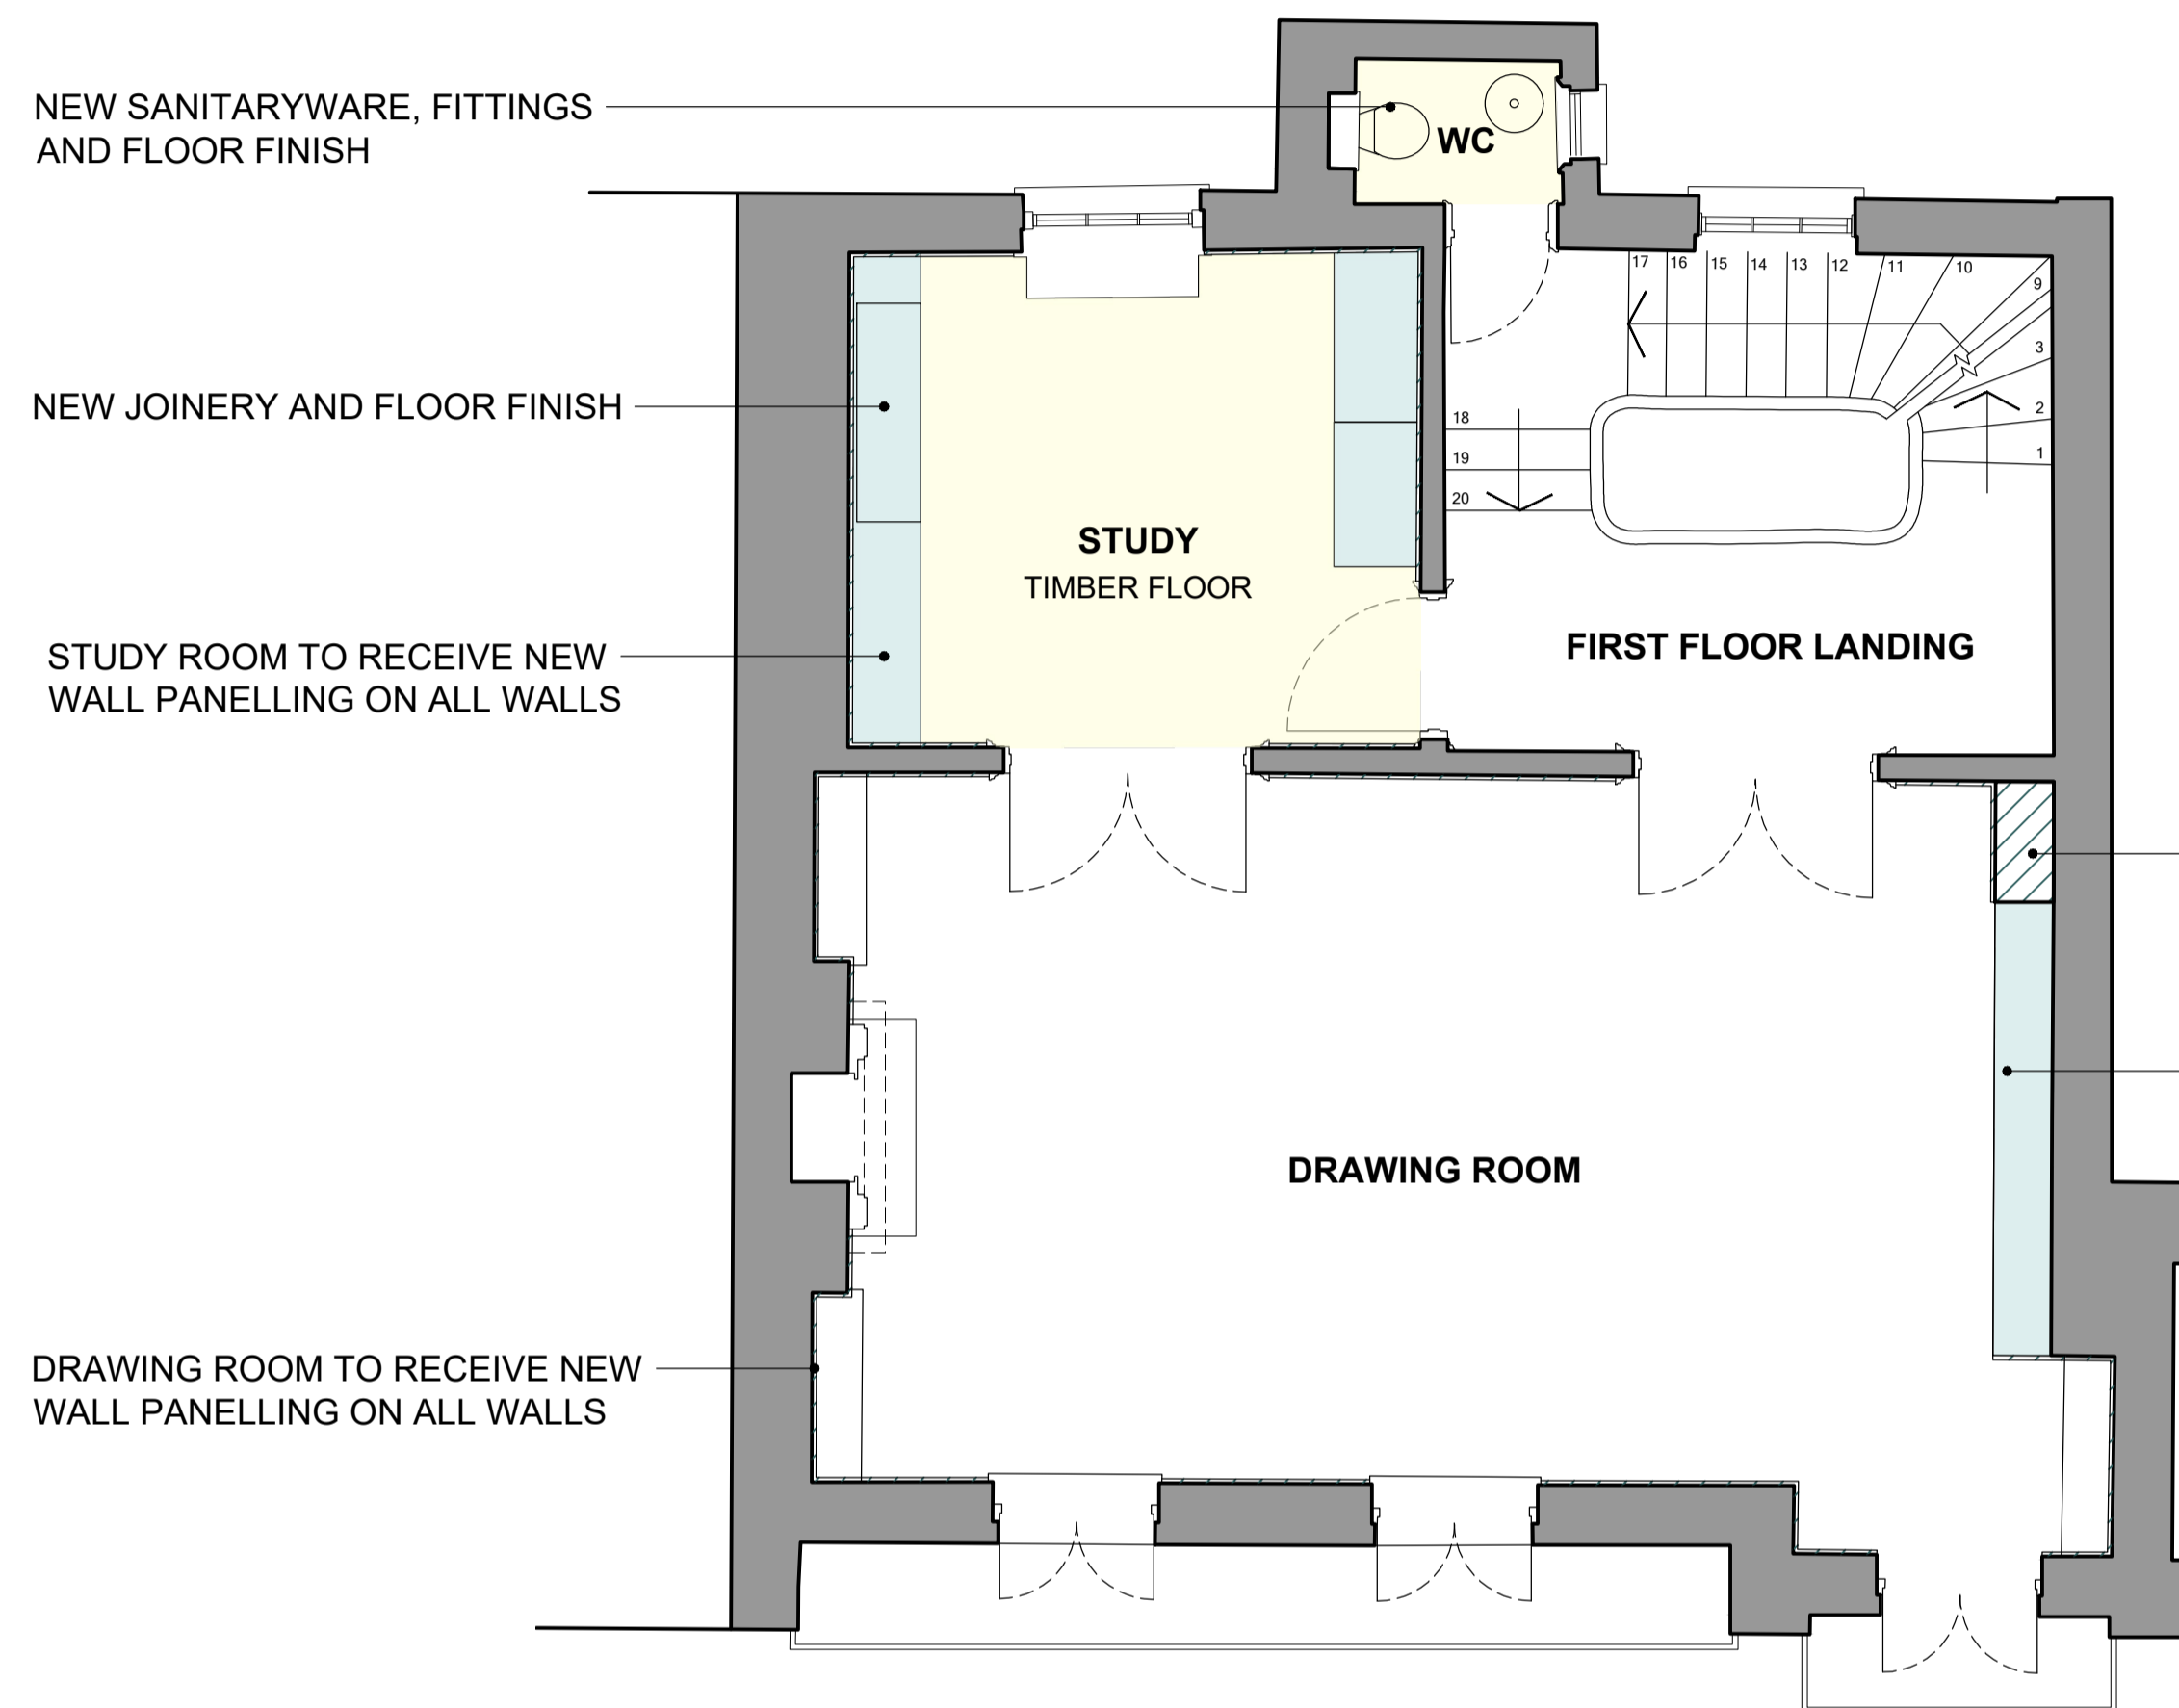 NEW SANITARYWARE, FITTINGS
AND FLOOR FINISH
WC
17 16 15 14 13 12 11 10
9
3
2
1
18
19
20
NEW JOINERY AND FLOOR FINISH
STUDY
TIMBER FLOOR
STUDY ROOM TO RECEIVE NEW
WALL PANELLING ON ALL WALLS
FIRST FLOOR LANDING
DRAWING ROOM
DRAWING ROOM TO RECEIVE NEW
WALL PANELLING ON ALL WALLS